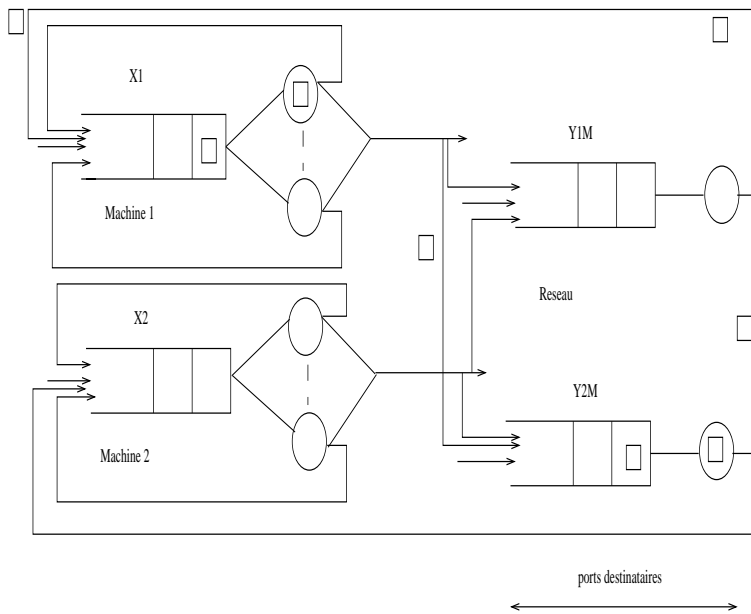 X1
Y1M
Machine 1
Reseau
X2
Y2M
Machine 2
ports destinataires